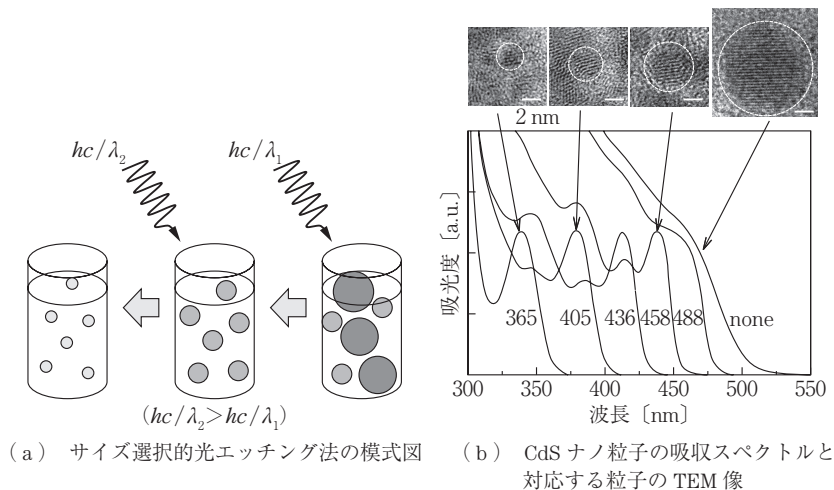 hc/λ₂
hc/λ₁
(hc/λ₂>hc/λ₁)
(a) サイズ選択的光エッチング法の模式図
2 nm
吸光度〔a.u.〕
365
405
436
458
488
none
300
350
400
450
500
550
波長〔nm〕
(b) CdS ナノ粒子の吸収スペクトルと
対応する粒子の TEM 像